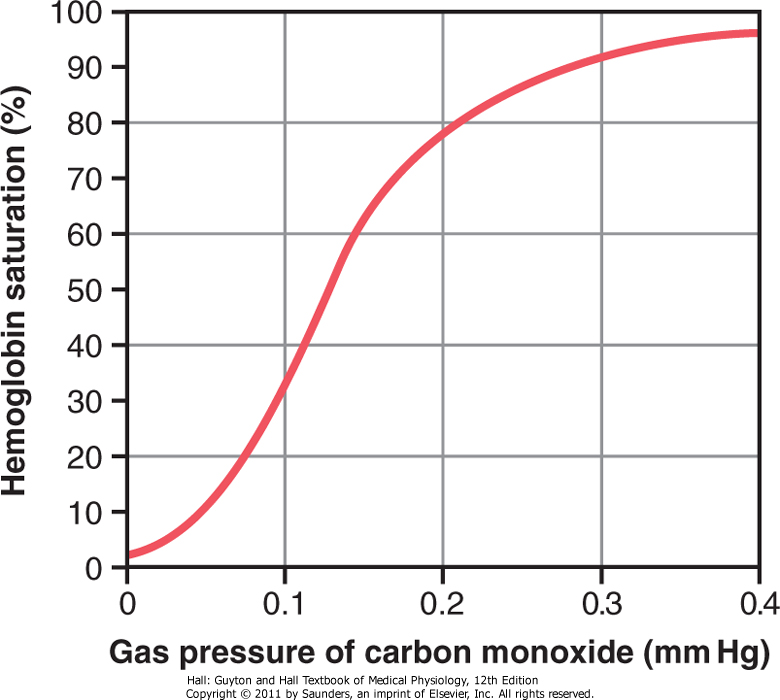 Hemoglobin saturation (%)
100
90
80
70
60
50
40
30
20
10
0
0 0.1 0.2 0.3 0.4
Gas pressure of carbon monoxide (mm Hg)
Hall: Guyton and Hall Textbook of Medical Physiology, 12th Edition
Copyright © 2011 by Saunders, an imprint of Elsevier, Inc. All rights reserved.